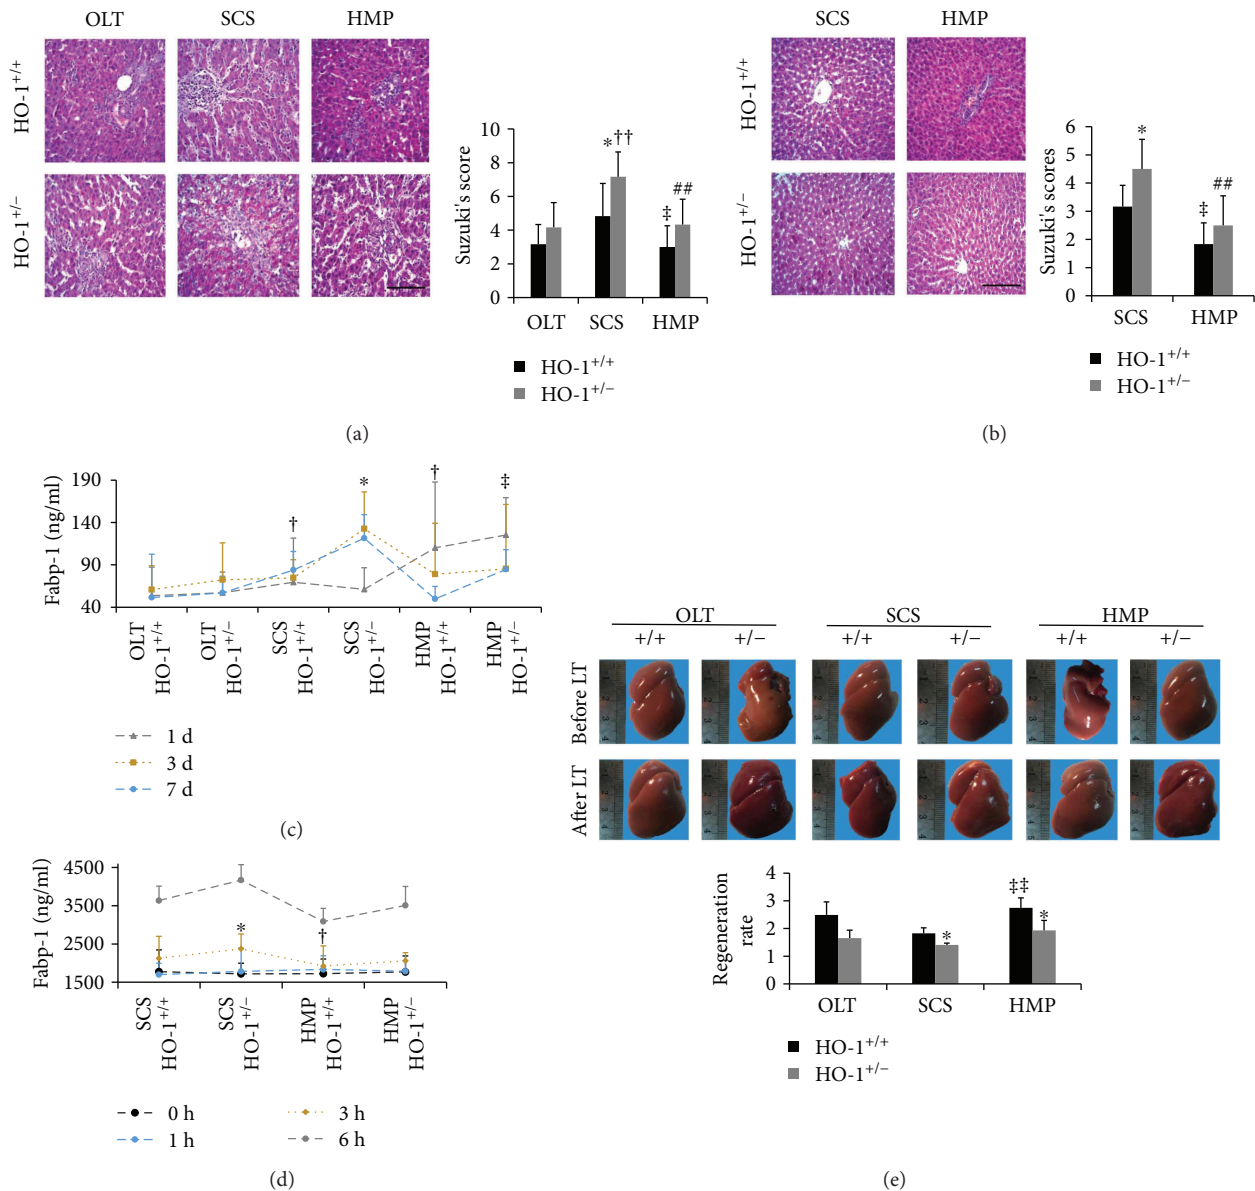 OLT SCS HMP
HO-1+/+
HO-1+/−
Suzuki's score
10
8
6
4
2
0
* †† ‡ ##
OLT SCS HMP
HO-1+/+
HO-1+/−
(a)
SCS HMP
HO-1+/+
HO-1+/−
Suzuki's scores
6
5
4
3
2
1
0
* ‡ ##
SCS HMP
HO-1+/+
HO-1+/−
(b)
Fabp-1 (ng/ml)
190
140
90
40
† * † ‡
OLT HO-1+/+
OLT HO-1+/−
SCS HO-1+/+
SCS HO-1+/−
HMP HO-1+/+
HMP HO-1+/−
1 d
3 d
7 d
(c)
Fabp-1 (ng/ml)
4500
3500
2500
1500
* †
SCS HO-1+/+
SCS HO-1+/−
HMP HO-1+/+
HMP HO-1+/−
0 h 3 h
1 h 6 h
(d)
OLT SCS HMP
+/+ +/− +/+ +/− +/+ +/−
Before LT
After LT
Regeneration
rate
4
3
2
1
0
* ‡‡ *
OLT SCS HMP
HO-1+/+
HO-1+/−
(e)